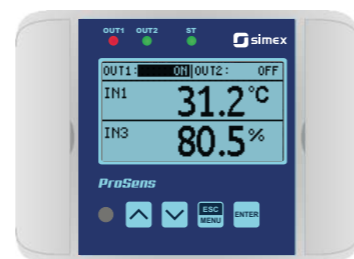 OUT1 OUT2 ST
simex
OUT1: ON OUT2: OFF
IN1 31.2°C
IN3 80.5%
ProSens
ESC
MENU
ENTER